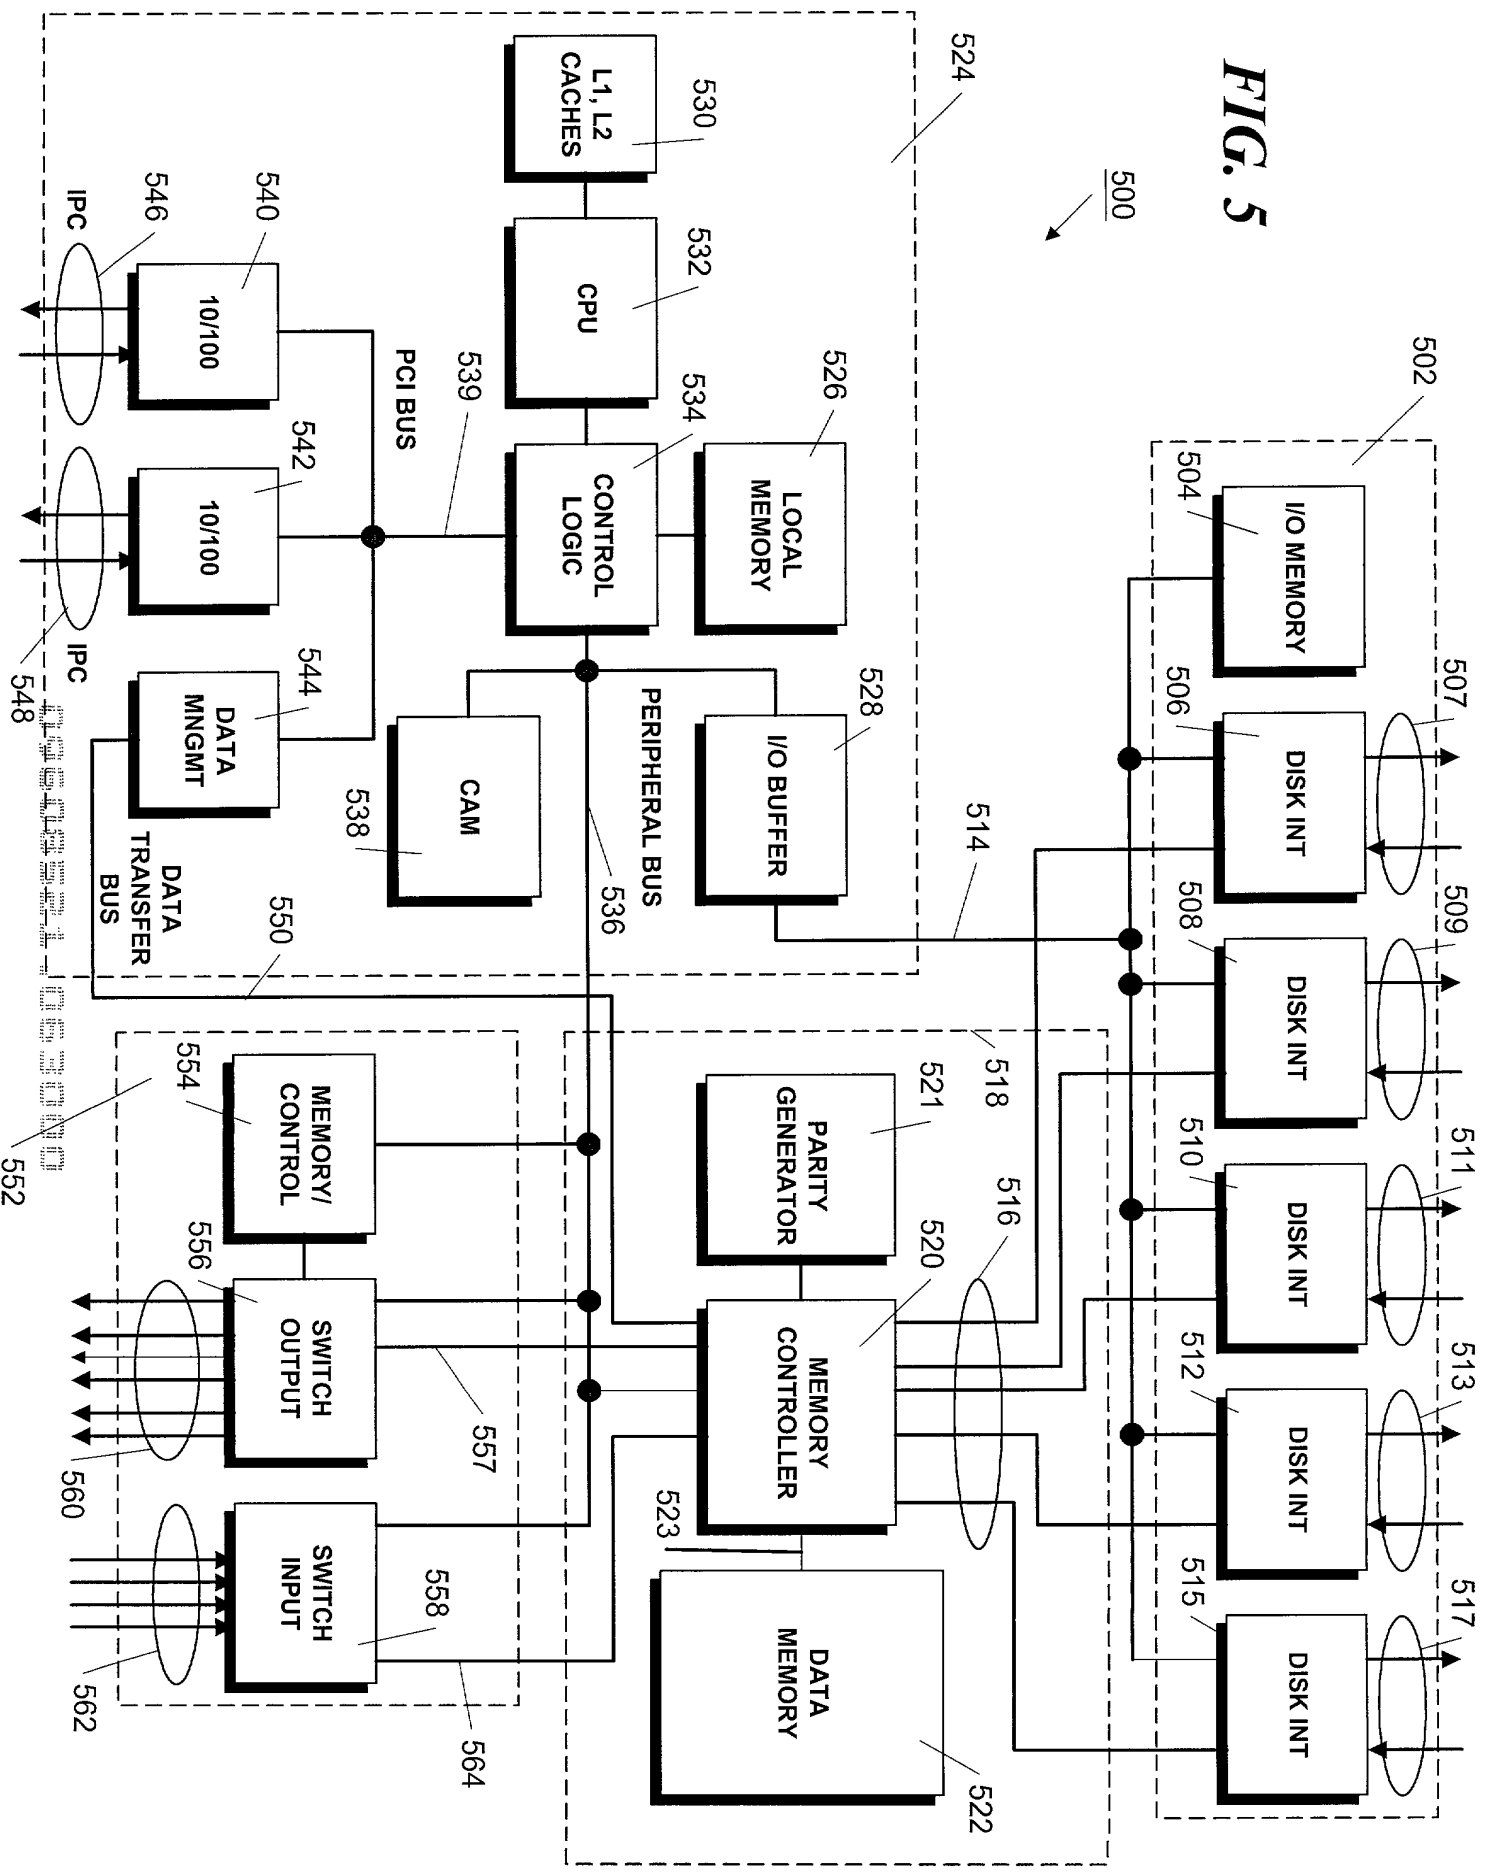 FIG. 5
500
502
504
I/O MEMORY
506
DISK INT
507
508
DISK INT
509
510
DISK INT
511
512
DISK INT
513
515
DISK INT
517
514
516
518
524
530
L1, L2
CACHES
532
CPU
534
CONTROL
LOGIC
526
LOCAL
MEMORY
528
I/O BUFFER
PERIPHERAL BUS
536
538
CAM
539
PCI BUS
540
10/100
542
10/100
544
DATA
MNGMT
546
IPC
548
IPC
DATA
TRANSFER
BUS
550
521
PARITY
GENERATOR
520
MEMORY
CONTROLLER
523
522
DATA
MEMORY
552
554
MEMORY/
CONTROL
556
SWITCH
OUTPUT
557
558
SWITCH
INPUT
560
562
564